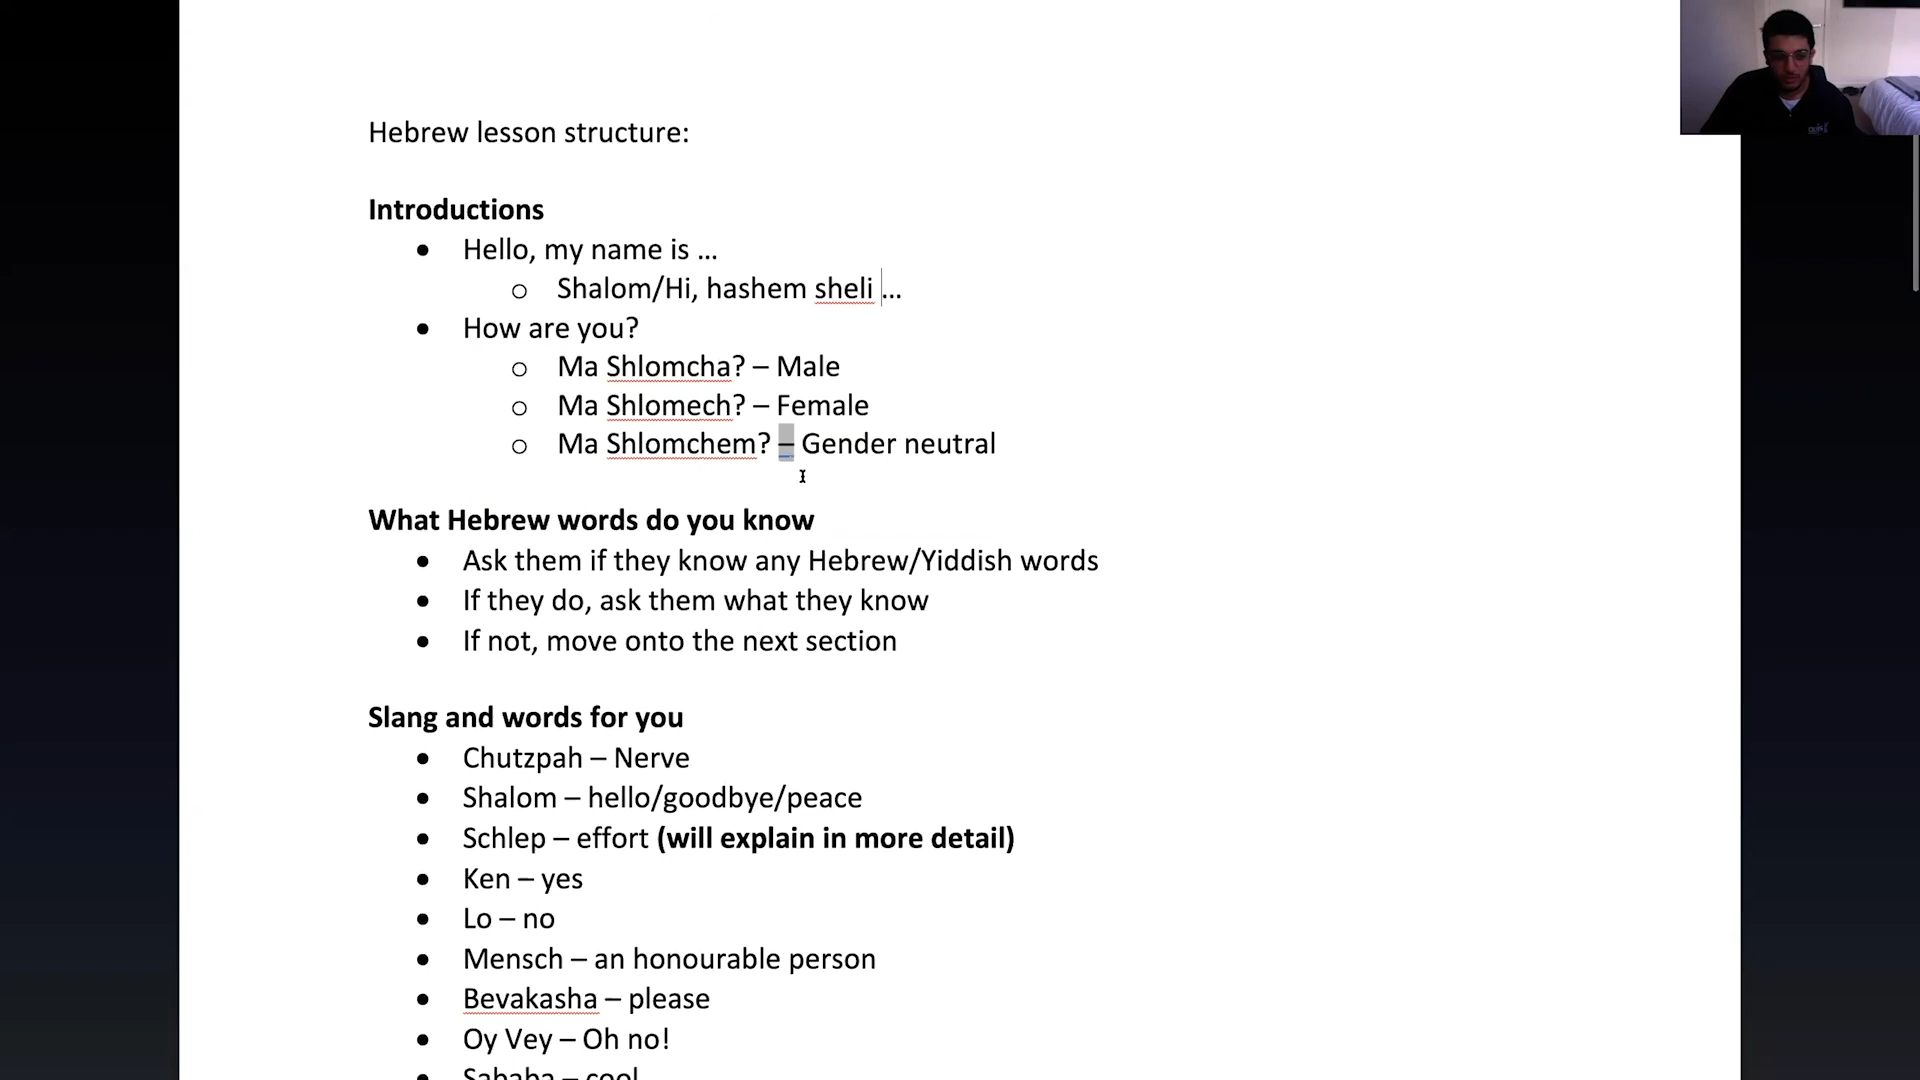 Hebrew lesson structure:
Introductions
• Hello, my name is …
o Shalom/Hi, hashem sheli …
• How are you?
o Ma Shlomcha? – Male
o Ma Shlomech? – Female
o Ma Shlomchem? – Gender neutral
What Hebrew words do you know
• Ask them if they know any Hebrew/Yiddish words
• If they do, ask them what they know
• If not, move onto the next section
Slang and words for you
• Chutzpah – Nerve
• Shalom – hello/goodbye/peace
• Schlep – effort (will explain in more detail)
• Ken – yes
• Lo – no
• Mensch – an honourable person
• Bevakasha – please
• Oy Vey – Oh no!
• Sababa – cool